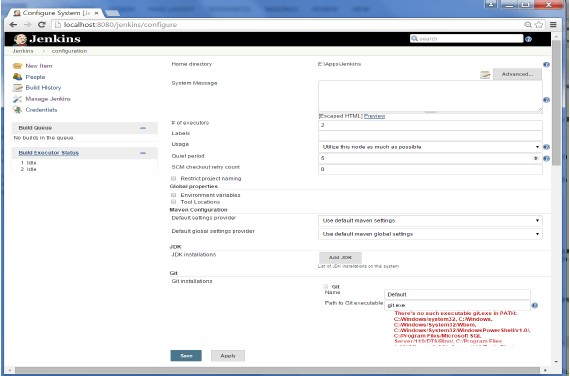 Configure System [Je
localhost:8080/jenkins/configure
Jenkins
search
Jenkins configuration
New Item
People
Build History
Manage Jenkins
Credentials
Build Queue
No builds in the queue.
Build Executor Status
1 Idle
2 Idle
Home directory E:\Apps\Jenkins
Advanced...
System Message
[Escaped HTML] Preview
# of executors 2
Labels
Usage Utilize this node as much as possible
Quiet period 5
SCM checkout retry count 0
Restrict project naming
Global properties
Environment variables
Tool Locations
Maven Configuration
Default settings provider Use default maven settings
Default global settings provider Use default maven global settings
JDK
JDK installations Add JDK
List of JDK installations on this system
Git
Git installations
Git
Name Default
Path to Git executable git.exe
There's no such executable git.exe in PATH:
C:/Windows/system32, C:/Windows,
C:/Windows/System32/Wbem,
C:/Windows/System32/WindowsPowerShell/v1.0/,
C:/Program Files/Microsoft SQL
Server/110/DTS/Binn/, C:/Program Files
Save Apply